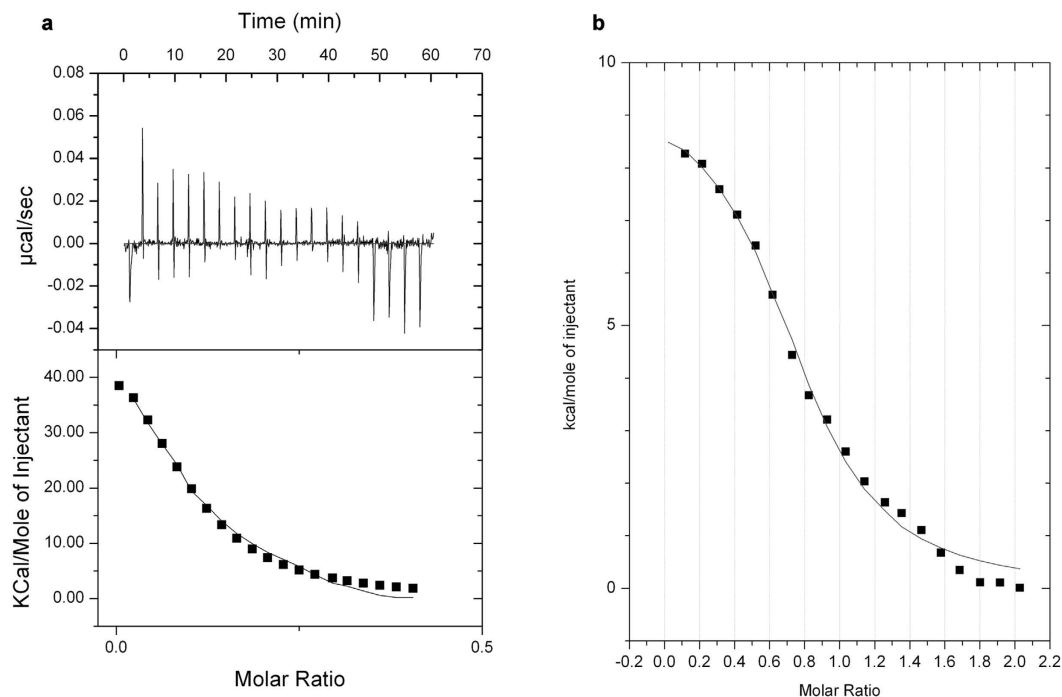 a
Time (min)
0 10 20 30 40 50 60 70
0.08
0.06
0.04
0.02
0.00
-0.02
-0.04
µcal/sec
40.00
30.00
20.00
10.00
0.00
KCal/Mole of Injectant
0.0 0.5
Molar Ratio
b
10
5
0
kcal/mole of injectant
-0.2 0.0 0.2 0.4 0.6 0.8 1.0 1.2 1.4 1.6 1.8 2.0 2.2
Molar Ratio